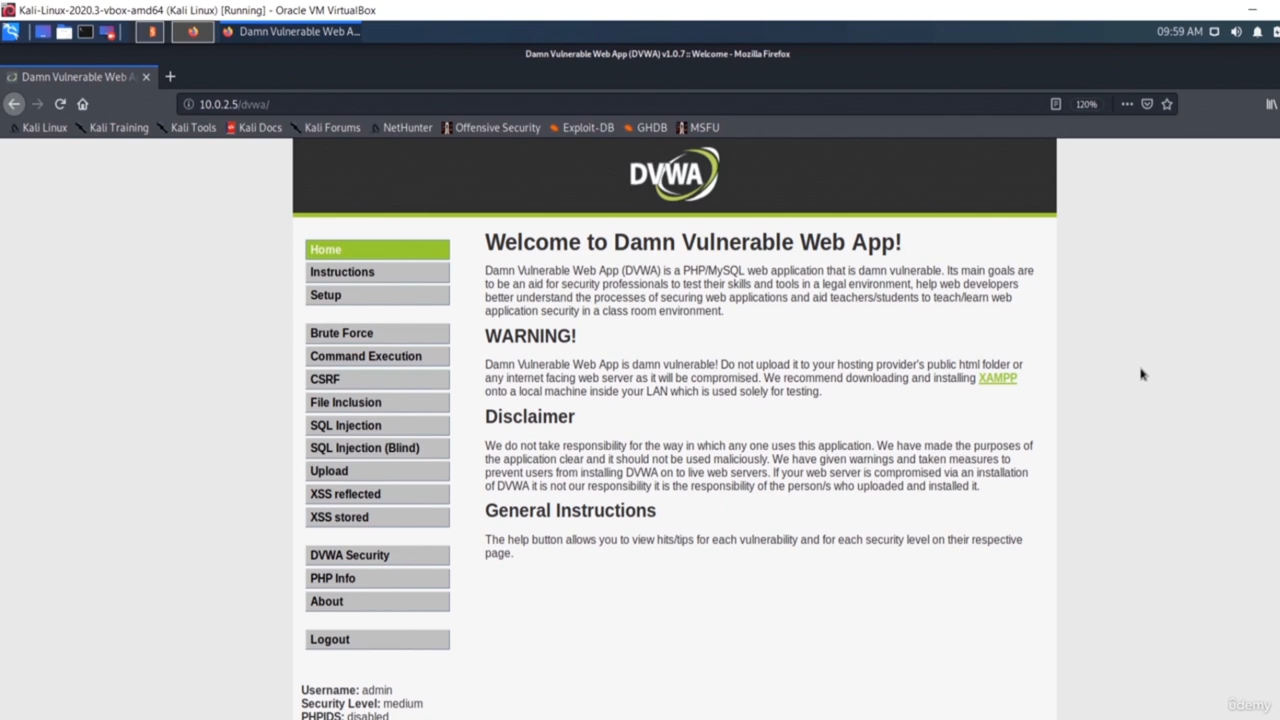 Kali-Linux-2020.3-vbox-amd64 (Kali Linux) [Running] - Oracle VM VirtualBox
Damn Vulnerable Web A...
09:59 AM
Damn Vulnerable Web App (DVWA) v1.0.7 :: Welcome - Mozilla Firefox
Damn Vulnerable Web A
10.0.2.5/dvwa/
120%
Kali Linux Kali Training Kali Tools Kali Docs Kali Forums NetHunter Offensive Security Exploit-DB GHDB MSFU
DVWA
Home
Instructions
Setup
Brute Force
Command Execution
CSRF
File Inclusion
SQL Injection
SQL Injection (Blind)
Upload
XSS reflected
XSS stored
DVWA Security
PHP Info
About
Logout
Username: admin
Security Level: medium
PHPIDS: disabled
Welcome to Damn Vulnerable Web App!
Damn Vulnerable Web App (DVWA) is a PHP/MySQL web application that is damn vulnerable. Its main goals are
to be an aid for security professionals to test their skills and tools in a legal environment, help web developers
better understand the processes of securing web applications and aid teachers/students to teach/learn web
application security in a class room environment.
WARNING!
Damn Vulnerable Web App is damn vulnerable! Do not upload it to your hosting provider's public html folder or
any internet facing web server as it will be compromised. We recommend downloading and installing XAMPP
onto a local machine inside your LAN which is used solely for testing.
Disclaimer
We do not take responsibility for the way in which any one uses this application. We have made the purposes of
the application clear and it should not be used maliciously. We have given warnings and taken measures to
prevent users from installing DVWA on to live web servers. If your web server is compromised via an installation
of DVWA it is not our responsibility it is the responsibility of the person/s who uploaded and installed it.
General Instructions
The help button allows you to view hits/tips for each vulnerability and for each security level on their respective
page.
ûdemy